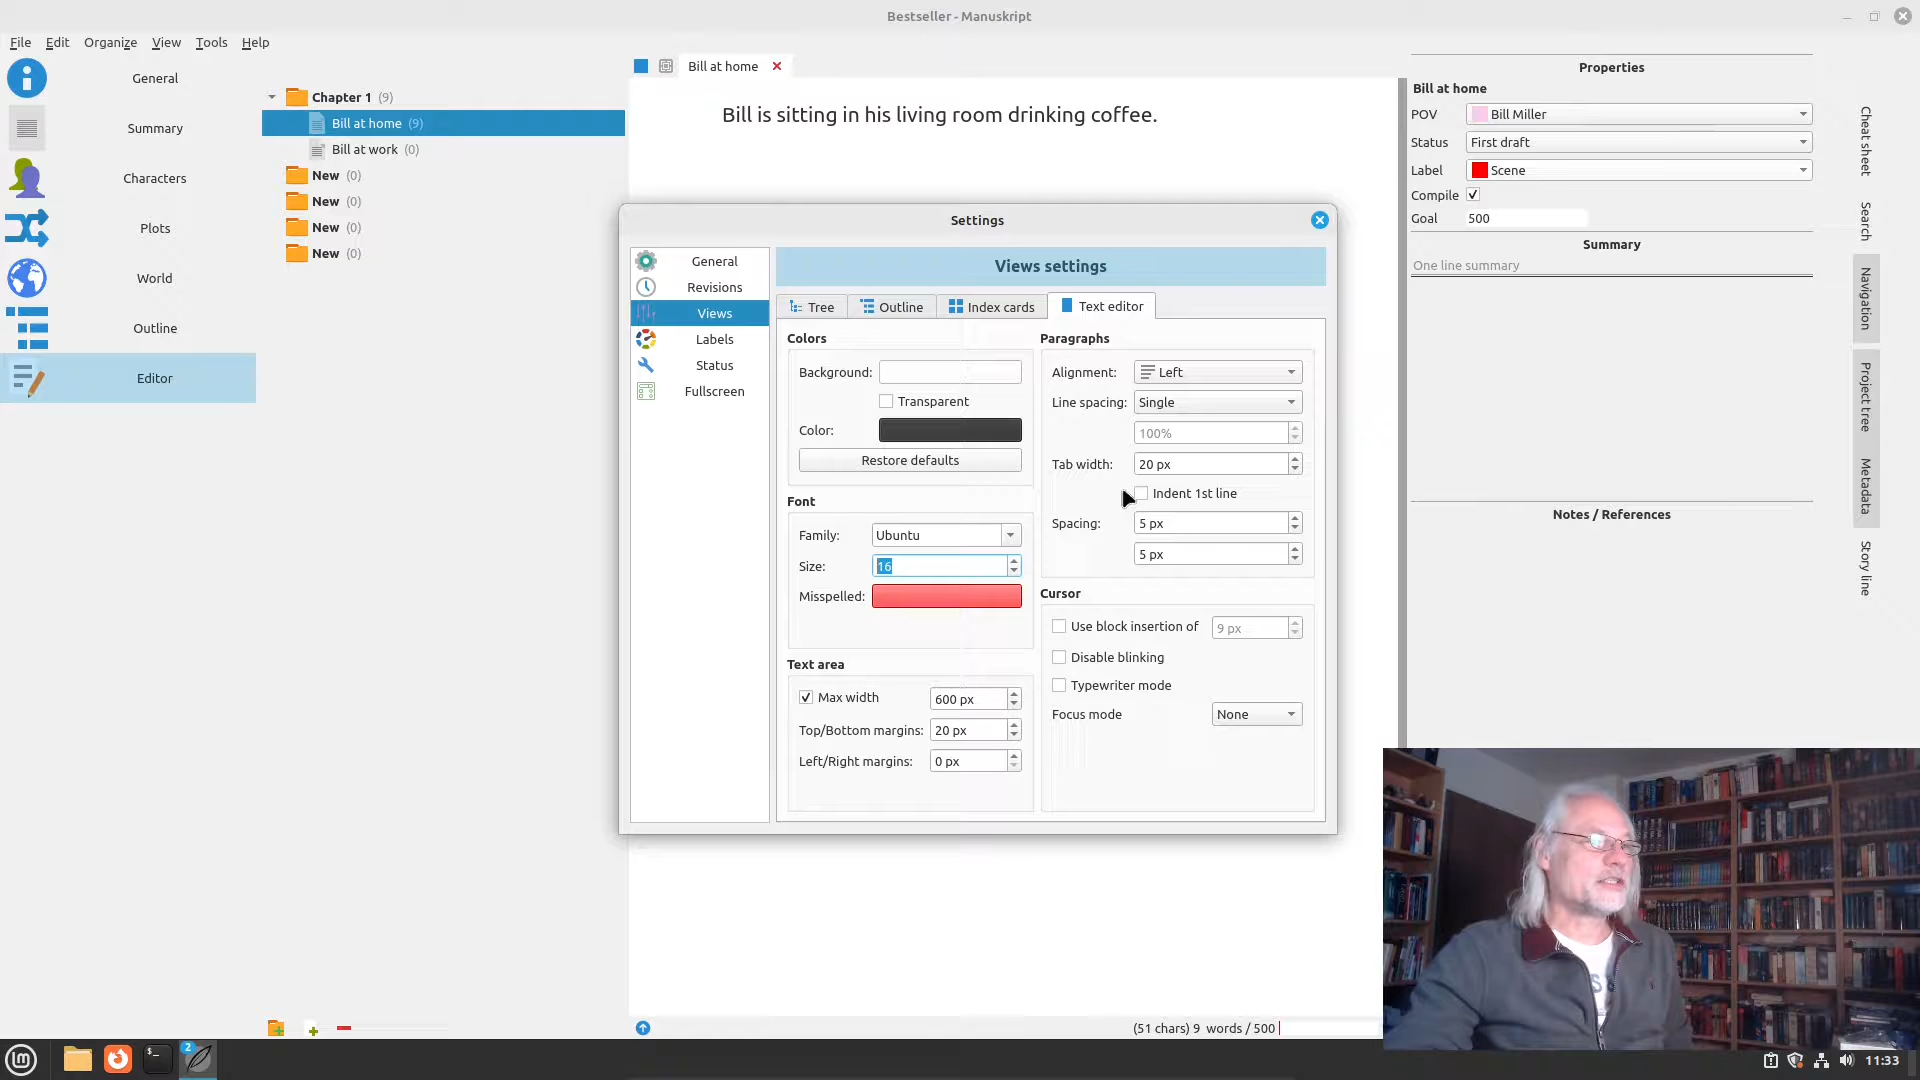 Bestseller - Manuskript
File Edit Organize View Tools Help
General
Summary
Characters
Plots
World
Outline
Editor
Chapter 1 (9)
Bill at home (9)
Bill at work (0)
New (0)
New (0)
New (0)
New (0)
Bill at home
Bill is sitting in his living room drinking coffee.
Settings
General
Revisions
Views
Labels
Status
Fullscreen
Views settings
Tree Outline Index cards Text editor
Colors
Background:
Transparent
Color:
Restore defaults
Font
Family: Ubuntu
Size: 16
Misspelled:
Text area
Max width 600 px
Top/Bottom margins: 20 px
Left/Right margins: 0 px
Paragraphs
Alignment: Left
Line spacing: Single
100%
Tab width: 20 px
Indent 1st line
Spacing: 5 px
5 px
Cursor
Use block insertion of 9 px
Disable blinking
Typewriter mode
Focus mode None
(51 chars) 9 words / 500
Properties
Bill at home
POV Bill Miller
Status First draft
Label Scene
Compile
Goal 500
Summary
One line summary
Notes / References
Cheat sheet
Search
Navigation
Project tree
Metadata
Story line
2
11:33